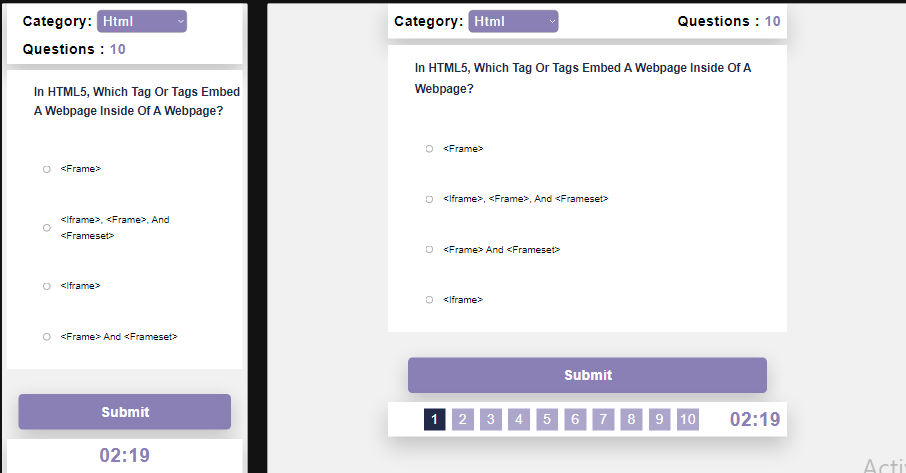 Category: Html
Questions : 10
In HTML5, Which Tag Or Tags Embed
A Webpage Inside Of A Webpage?
<Frame>
<Iframe>, <Frame>, And
<Frameset>
<Iframe>
<Frame> And <Frameset>
Submit
02:19
Category: Html
Questions : 10
In HTML5, Which Tag Or Tags Embed A Webpage Inside Of A
Webpage?
<Frame>
<Iframe>, <Frame>, And <Frameset>
<Frame> And <Frameset>
<Iframe>
Submit
1 2 3 4 5 6 7 8 9 10 02:19